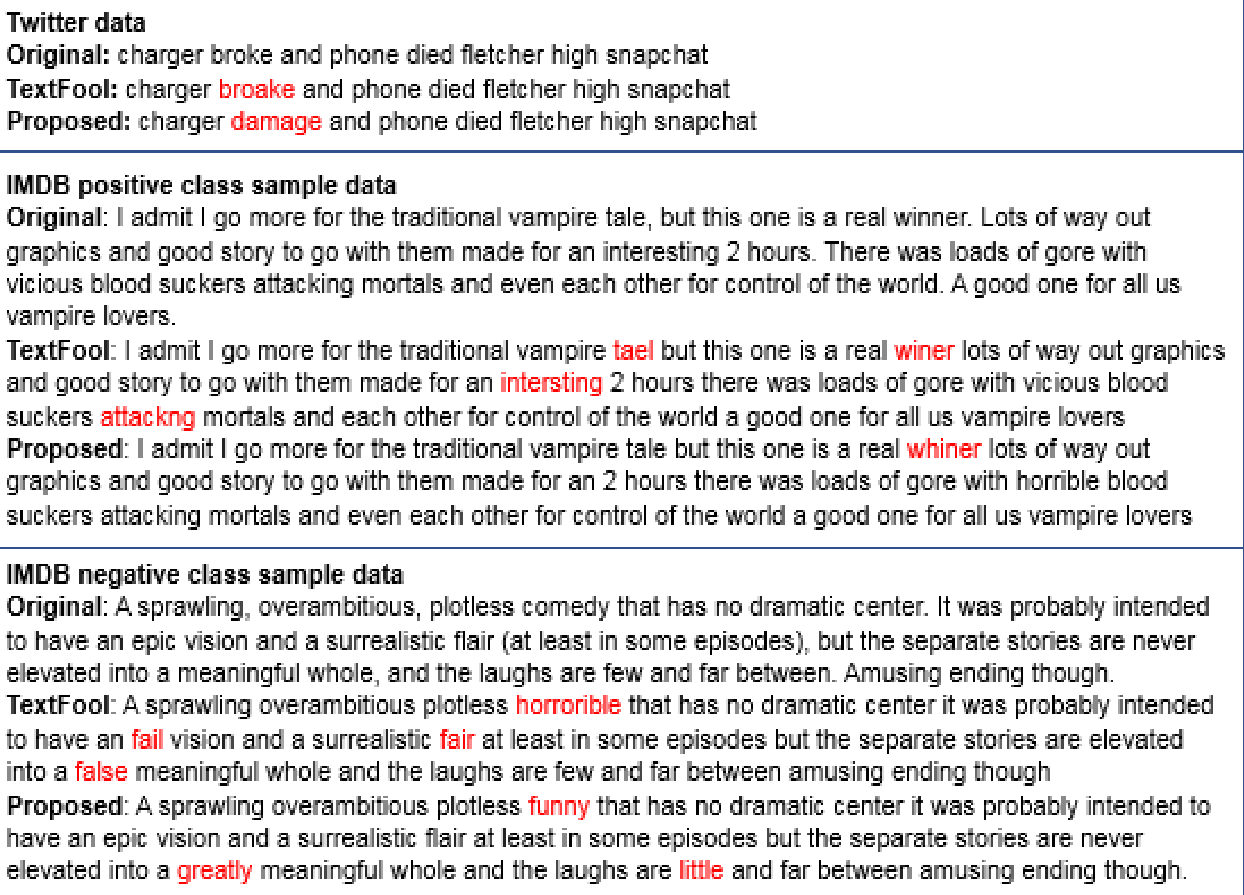 Twitter data
Original: charger broke and phone died fletcher high snapchat
TextFool: charger broake and phone died fletcher high snapchat
Proposed: charger damage and phone died fletcher high snapchat
IMDB positive class sample data
Original: I admit I go more for the traditional vampire tale, but this one is a real winner. Lots of way out
graphics and good story to go with them made for an interesting 2 hours. There was loads of gore with
vicious blood suckers attacking mortals and even each other for control of the world. A good one for all us
vampire lovers.
TextFool: I admit I go more for the traditional vampire tael but this one is a real winer lots of way out graphics
and good story to go with them made for an intersting 2 hours there was loads of gore with vicious blood
suckers attackng mortals and each other for control of the world a good one for all us vampire lovers
Proposed: I admit I go more for the traditional vampire tale but this one is a real whiner lots of way out
graphics and good story to go with them made for an 2 hours there was loads of gore with horrible blood
suckers attacking mortals and even each other for control of the world a good one for all us vampire lovers
IMDB negative class sample data
Original: A sprawling, overambitious, plotless comedy that has no dramatic center. It was probably intended
to have an epic vision and a surrealistic flair (at least in some episodes), but the separate stories are never
elevated into a meaningful whole, and the laughs are few and far between. Amusing ending though.
TextFool: A sprawling overambitious plotless horrorible that has no dramatic center it was probably intended
to have an fail vision and a surrealistic fair at least in some episodes but the separate stories are elevated
into a false meaningful whole and the laughs are few and far between amusing ending though
Proposed: A sprawling overambitious plotless funny that has no dramatic center it was probably intended to
have an epic vision and a surrealistic flair at least in some episodes but the separate stories are never
elevated into a greatly meaningful whole and the laughs are little and far between amusing ending though.